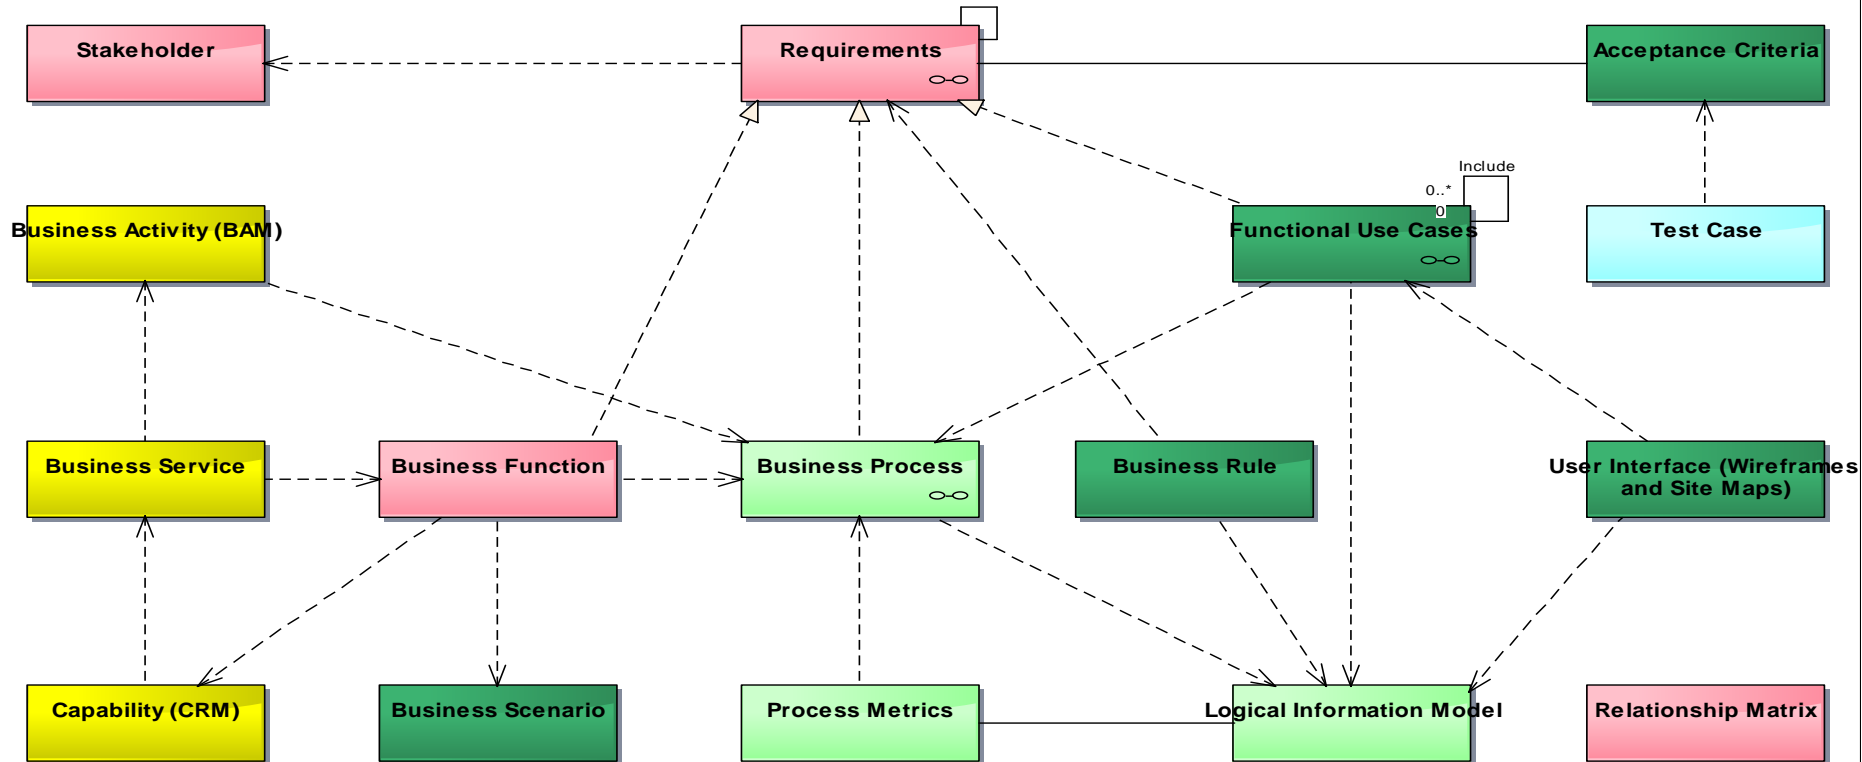 Stakeholder
Requirements
Acceptance Criteria
Include
0..*
0
Business Activity (BAM)
Functional Use Cases
Test Case
Business Service
Business Function
Business Process
Business Rule
User Interface (Wireframes
and Site Maps)
Capability (CRM)
Business Scenario
Process Metrics
Logical Information Model
Relationship Matrix